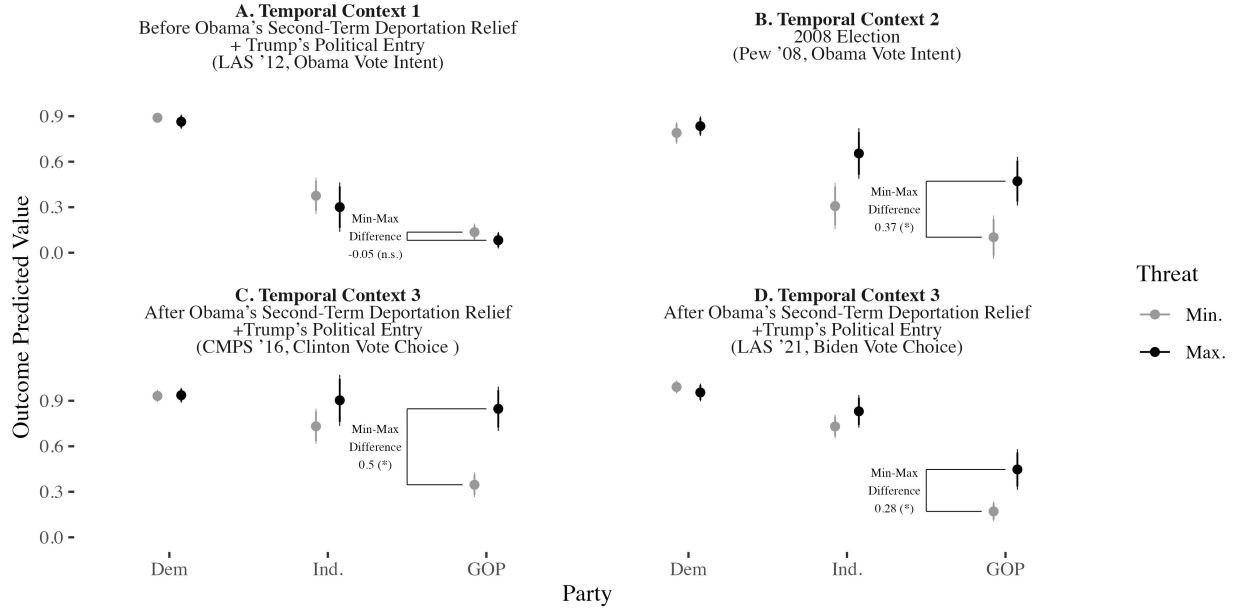 A. Temporal Context 1
Before Obama's Second-Term Deportation Relief
+ Trump's Political Entry
(LAS '12, Obama Vote Intent)
B. Temporal Context 2
2008 Election
(Pew '08, Obama Vote Intent)
Outcome Predicted Value
0.9
0.6
0.3
0.0
Min-Max
Difference
-0.05 (n.s.)
Min-Max
Difference
0.37 (*)
C. Temporal Context 3
After Obama's Second-Term Deportation Relief
+Trump's Political Entry
(CMPS '16, Clinton Vote Choice )
D. Temporal Context 3
After Obama's Second-Term Deportation Relief
+Trump's Political Entry
(LAS '21, Biden Vote Choice)
0.9
0.6
0.3
0.0
Min-Max
Difference
0.5 (*)
Min-Max
Difference
0.28 (*)
Dem
Ind.
GOP
Dem
Ind.
GOP
Party
Threat
Min.
Max.